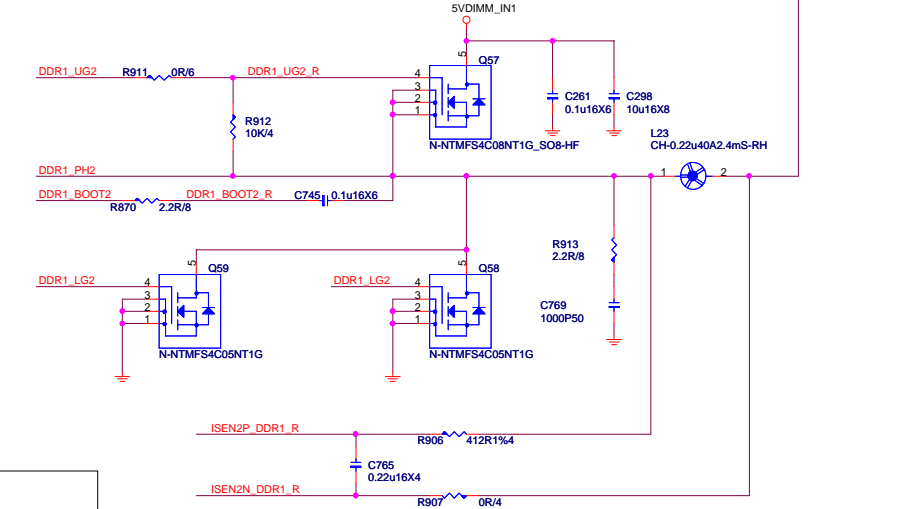 5VDIMM_IN1
5
Q57
DDR1_UG2
R911
0R/6
DDR1_UG2_R
4
3
2
1
C261
0.1u16X6
C298
10u16X8
R912
10K/4
N-NTMFS4C08NT1G_SO8-HF
L23
CH-0.22u40A2.4mS-RH
DDR1_PH2
1
2
DDR1_BOOT2
DDR1_BOOT2_R
C745
0.1u16X6
R870
2.2R/8
R913
2.2R/8
5
Q59
5
Q58
DDR1_LG2
4
3
2
1
DDR1_LG2
4
3
2
1
C769
1000P50
N-NTMFS4C05NT1G
N-NTMFS4C05NT1G
ISEN2P_DDR1_R
R906
412R1%4
C765
0.22u16X4
ISEN2N_DDR1_R
R907
0R/4